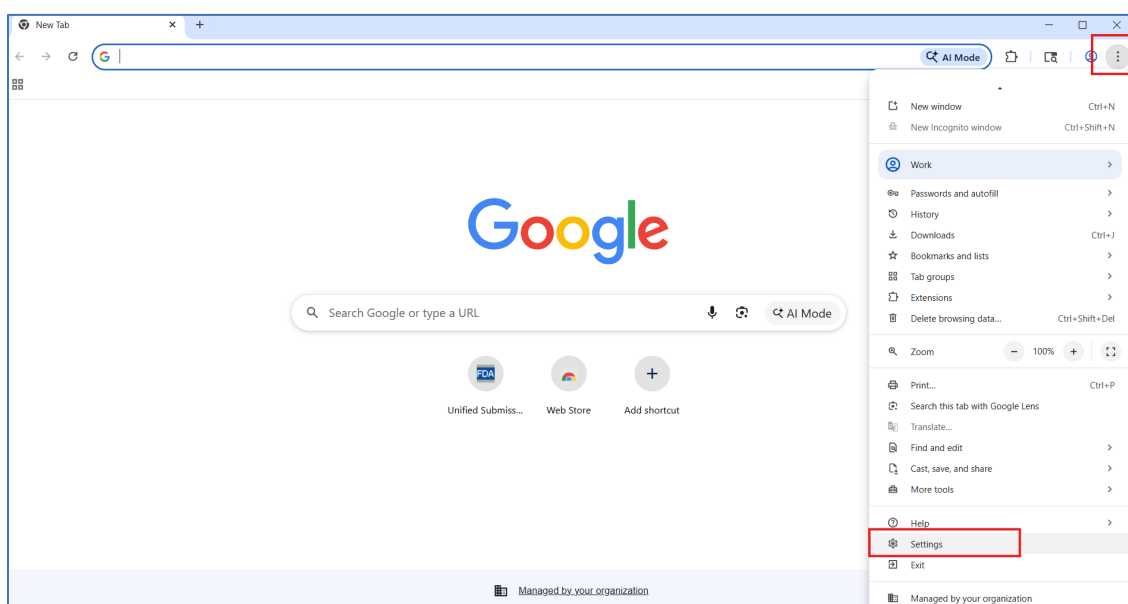 New Tab
G
AI Mode
New window Ctrl+N
New Incognito window Ctrl+Shift+N
Work
Passwords and autofill
History
Downloads Ctrl+J
Bookmarks and lists
Tab groups
Extensions
Delete browsing data... Ctrl+Shift+Del
Zoom − 100% +
Print... Ctrl+P
Search this tab with Google Lens
Translate...
Find and edit
Cast, save, and share
More tools
Help
Settings
Exit
Managed by your organization
Google
Search Google or type a URL AI Mode
FDA
Unified Submiss... Web Store Add shortcut
Managed by your organization